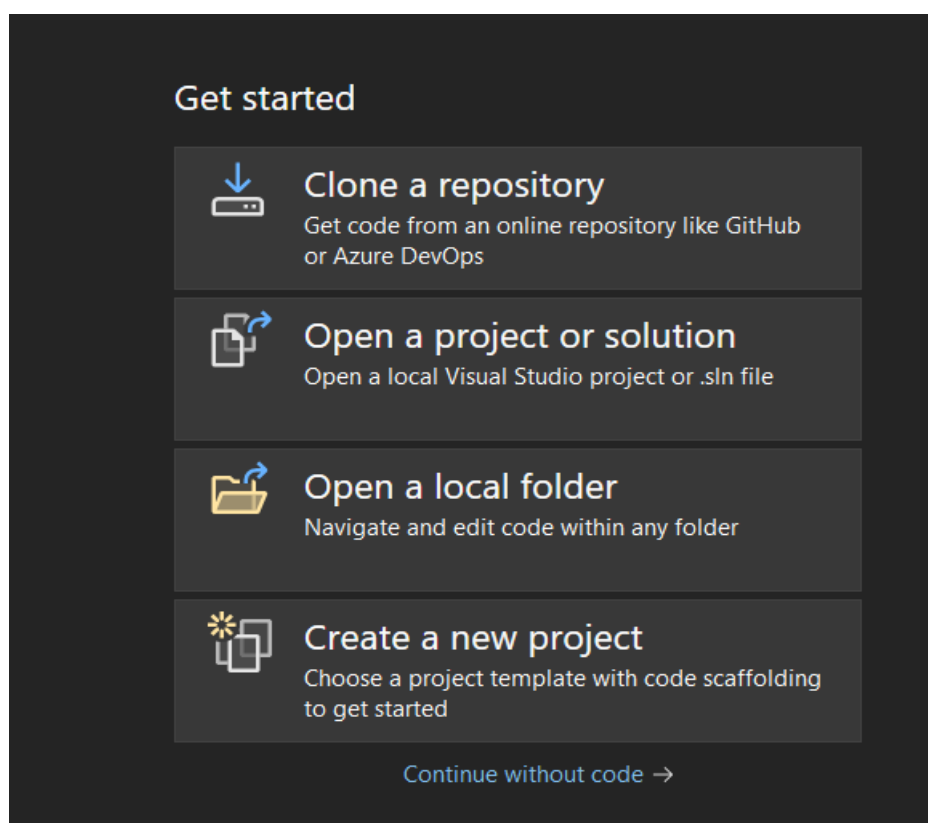 Get started
Clone a repository
Get code from an online repository like GitHub
or Azure DevOps
Open a project or solution
Open a local Visual Studio project or .sln file
Open a local folder
Navigate and edit code within any folder
Create a new project
Choose a project template with code scaffolding
to get started
Continue without code →